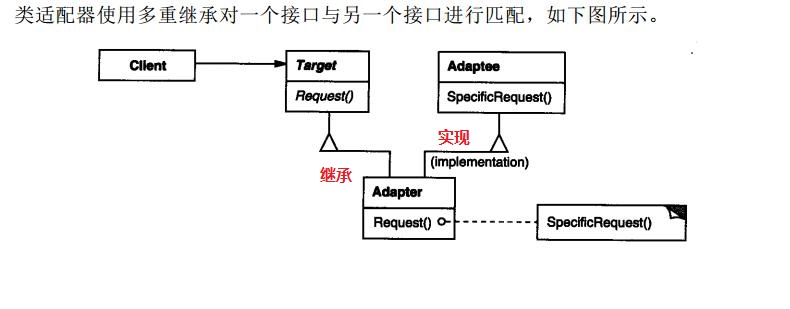 类适配器使用多重继承对一个接口与另一个接口进行匹配，如下图所示。
Client
Target
Request()
Adaptee
SpecificRequest()
继承
实现
(implementation)
Adapter
Request()
SpecificRequest()